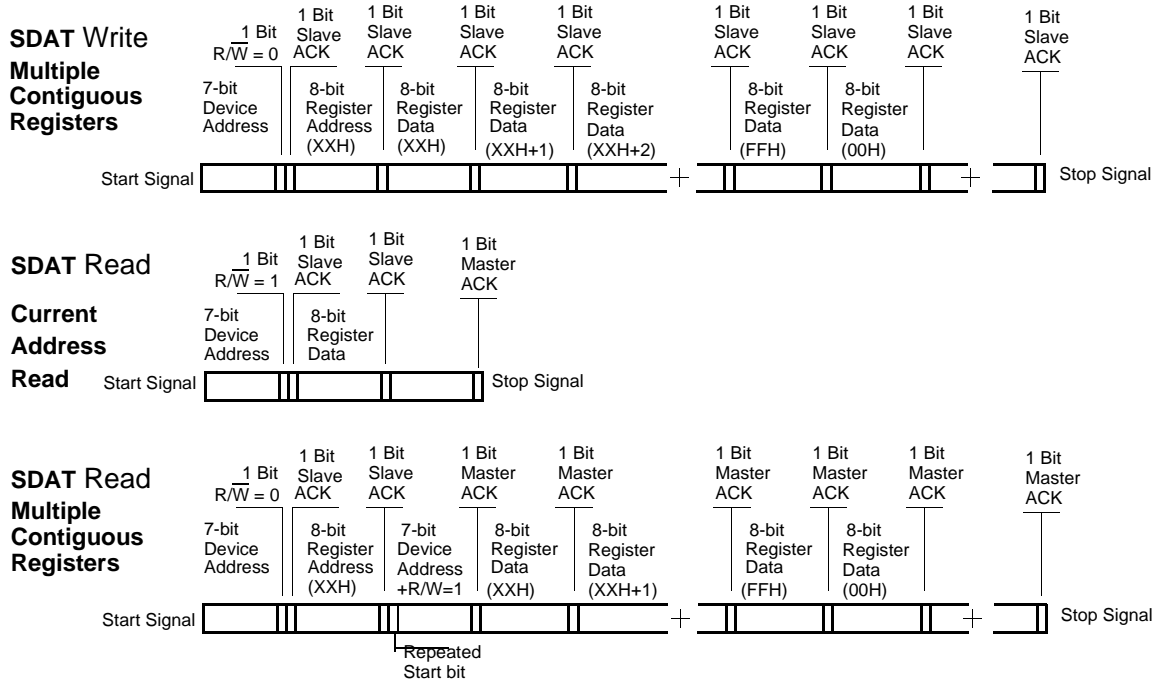 SDAT Write
Multiple
Contiguous
Registers
1 Bit
R/W = 0
1 Bit
Slave
ACK
1 Bit
Slave
ACK
1 Bit
Slave
ACK
1 Bit
Slave
ACK
1 Bit
Slave
ACK
1 Bit
Slave
ACK
1 Bit
Slave
ACK
1 Bit
Slave
ACK
7-bit
Device
Address
8-bit
Register
Address
(XXH)
8-bit
Register
Data
(XXH)
8-bit
Register
Data
(XXH+1)
8-bit
Register
Data
(XXH+2)
8-bit
Register
Data
(FFH)
8-bit
Register
Data
(00H)
Start Signal
Stop Signal
SDAT Read
Current
Address
Read
1 Bit
R/W = 1
1 Bit
Slave
ACK
1 Bit
Slave
ACK
1 Bit
Master
ACK
7-bit
Device
Address
8-bit
Register
Data
Start Signal
Stop Signal
SDAT Read
Multiple
Contiguous
Registers
1 Bit
R/W = 0
1 Bit
Slave
ACK
1 Bit
Slave
ACK
1 Bit
Master
ACK
1 Bit
Master
ACK
1 Bit
Master
ACK
1 Bit
Master
ACK
1 Bit
Master
ACK
1 Bit
Master
ACK
7-bit
Device
Address
8-bit
Register
Address
(XXH)
7-bit
Device
Address
+R/W=1
8-bit
Register
Data
(XXH)
8-bit
Register
Data
(XXH+1)
8-bit
Register
Data
(FFH)
8-bit
Register
Data
(00H)
Start Signal
Stop Signal
Repeated
Start bit